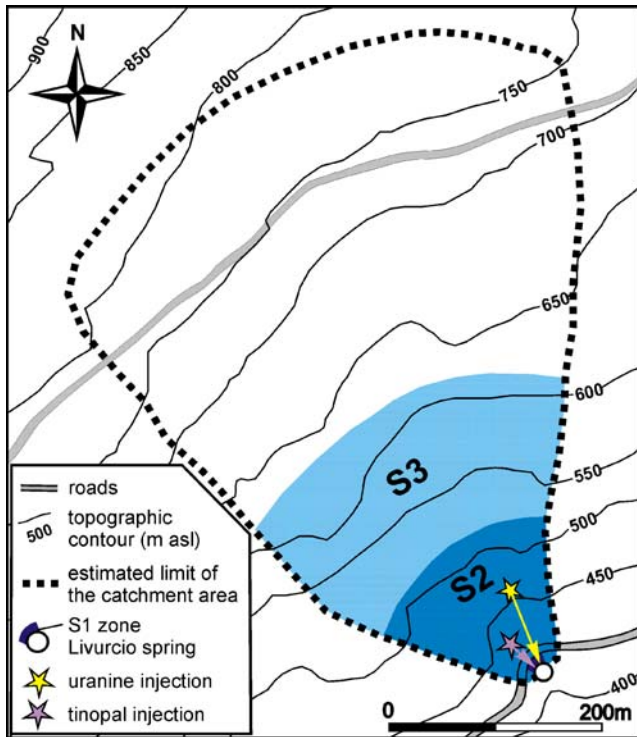 N
900
850
800
750
700
650
600
550
500
450
400
S3
S2
roads
topographic
500 contour (m asl)
estimated limit of
the catchment area
S1 zone
Livurcio spring
uranine injection
tinopal injection
0 200m